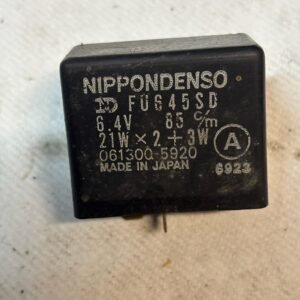 NIPPONDENSO
FU645SD
6.4V 85 c/m
21W×2+3W
061300-5920
MADE IN JAPAN
A
6923